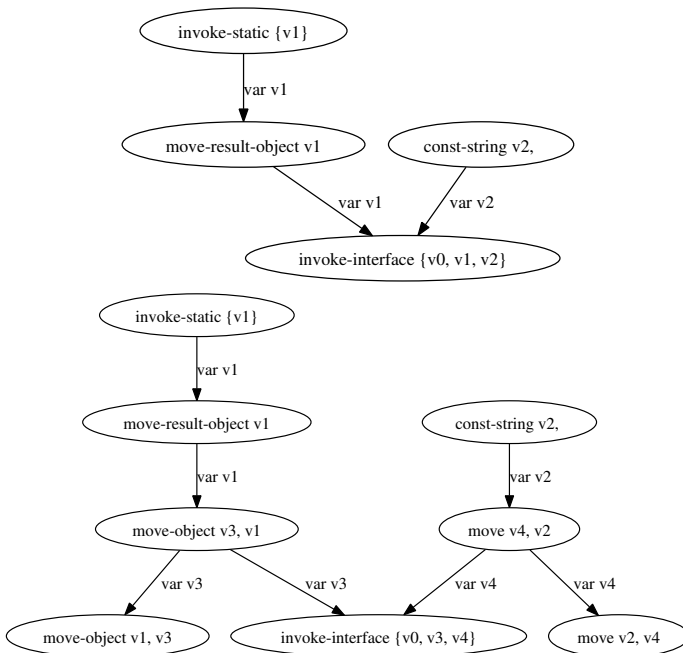 invoke-static {v1}
var v1
move-result-object v1
const-string v2,
var v1
var v2
invoke-interface {v0, v1, v2}
invoke-static {v1}
var v1
move-result-object v1
const-string v2,
var v1
var v2
move-object v3, v1
move v4, v2
var v3
var v3
var v4
var v4
move-object v1, v3
invoke-interface {v0, v3, v4}
move v2, v4